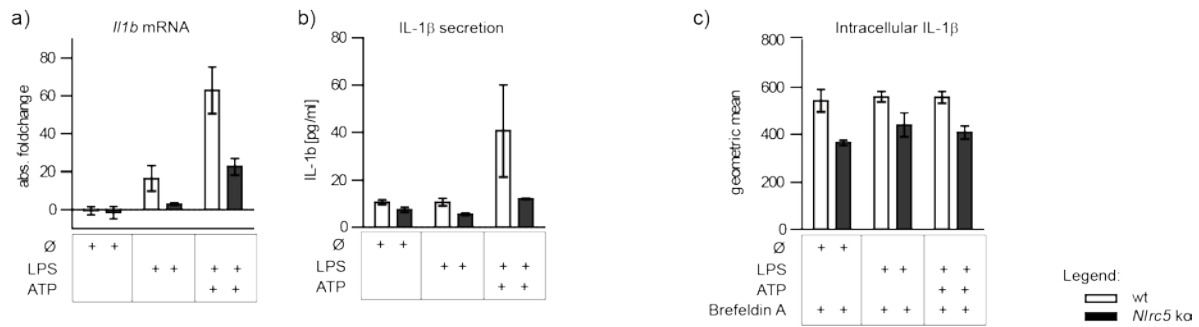 a)
Il1b mRNA
abs. foldchange
80
60
40
20
0
Ø + +
LPS + + + +
ATP + +
b)
IL-1β secretion
IL-1b [pg/ml]
80
60
40
20
0
Ø + +
LPS + + + +
ATP + +
c)
Intracellular IL-1β
geometric mean
800
600
400
200
0
Ø + +
LPS + + + +
ATP + +
Brefeldin A + + + + + +
Legend:
wt
Nlrc5 ko